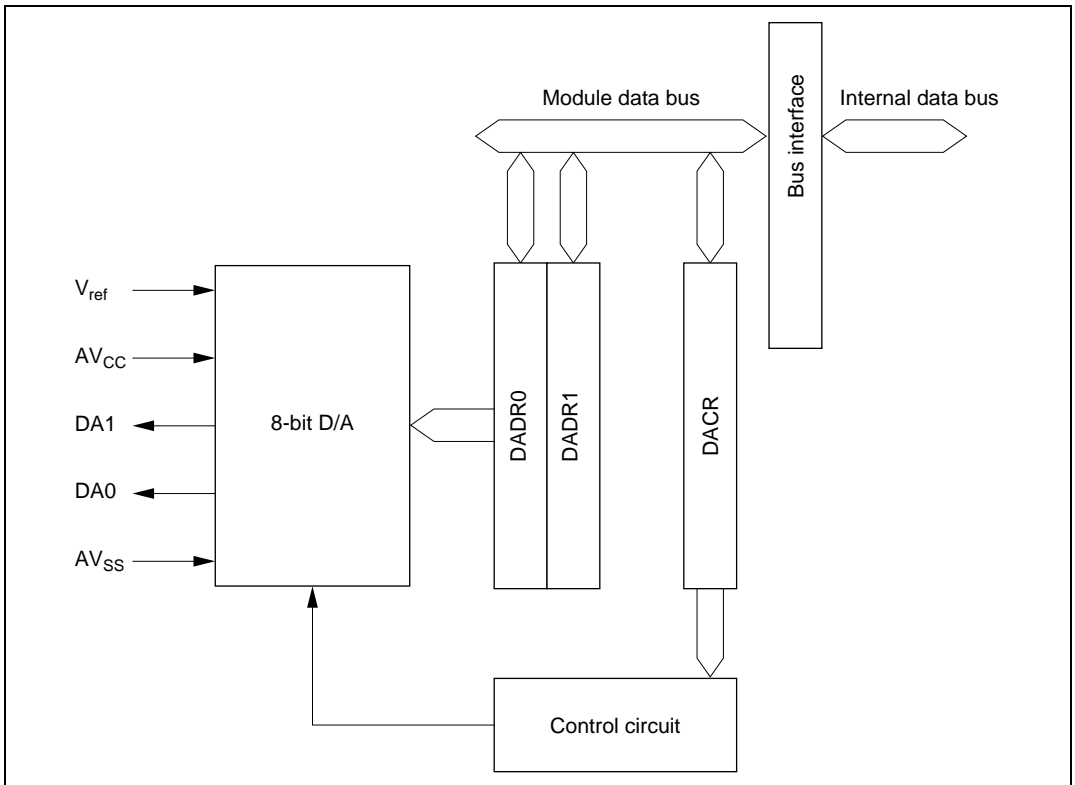 Module data bus
Internal data bus
Bus interface
Vref
AVCC
DA1
DA0
AVSS
8-bit D/A
DADR0
DADR1
DACR
Control circuit